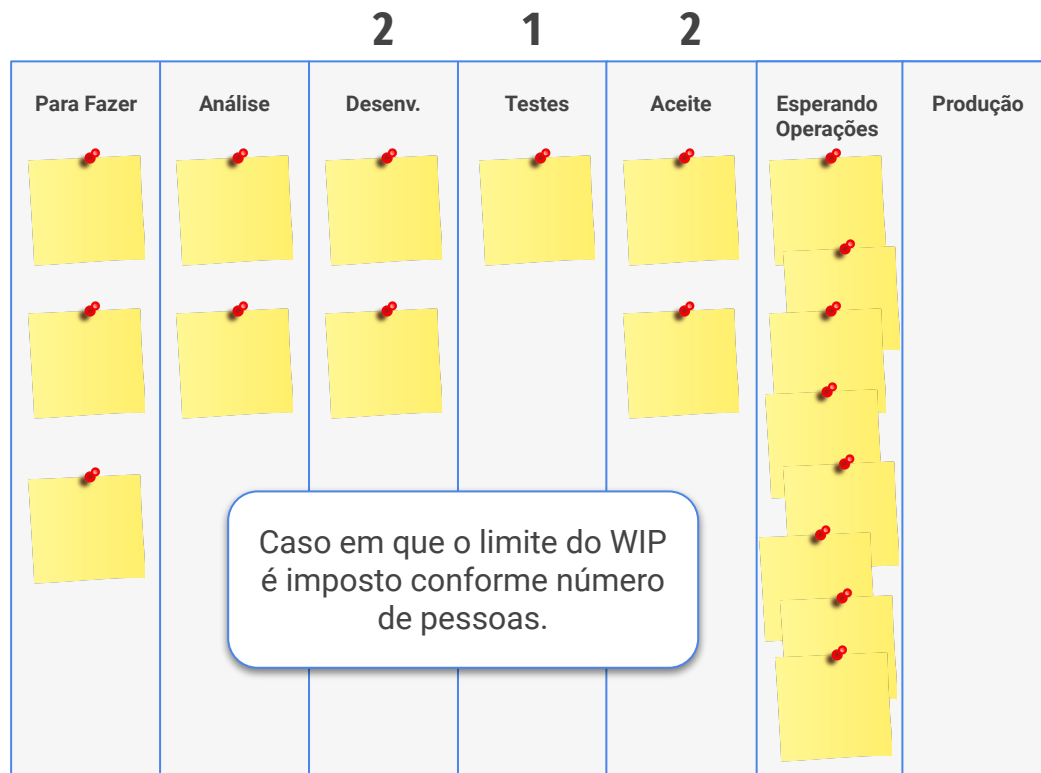 2 1 2
Para Fazer
Análise
Desenv.
Testes
Aceite
Esperando
Operações
Produção
Caso em que o limite do WIP
é imposto conforme número
de pessoas.